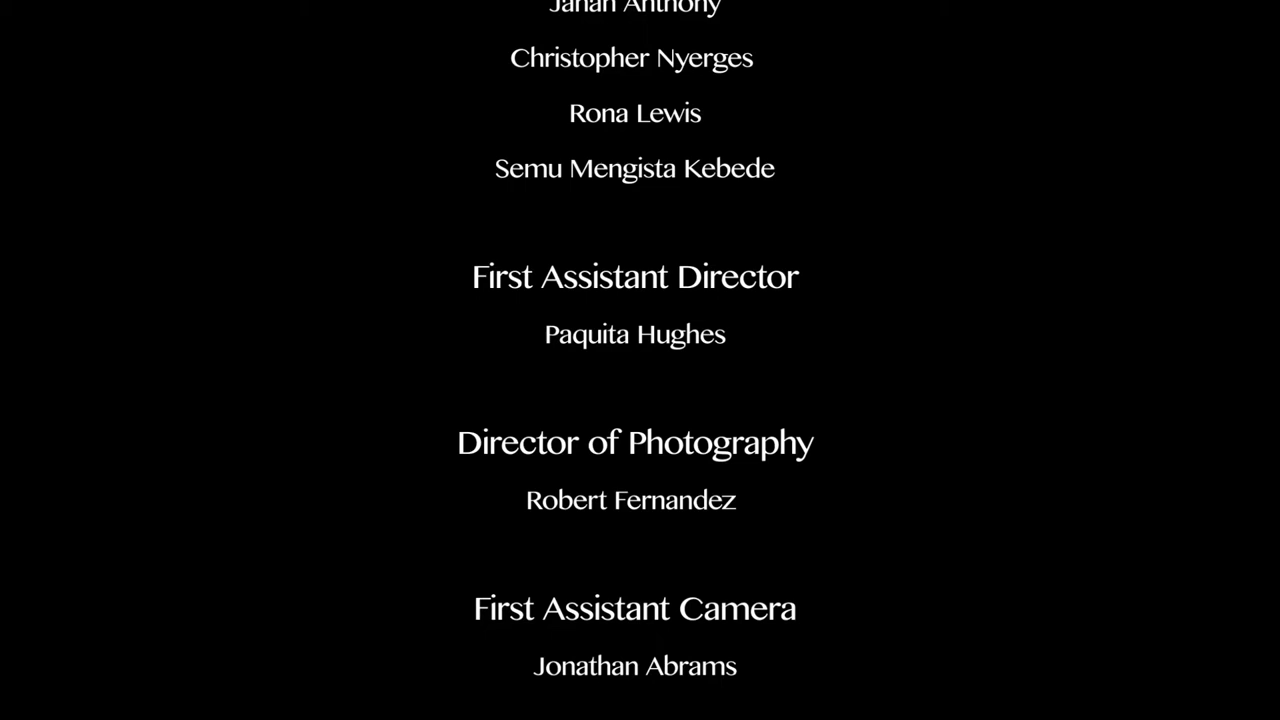 Anthony
Christopher Nyerges
Rona Lewis
Semu Mengista Kebede
First Assistant Director
Paquita Hughes
Director of Photography
Robert Fernandez
First Assistant Camera
Jonathan Abrams